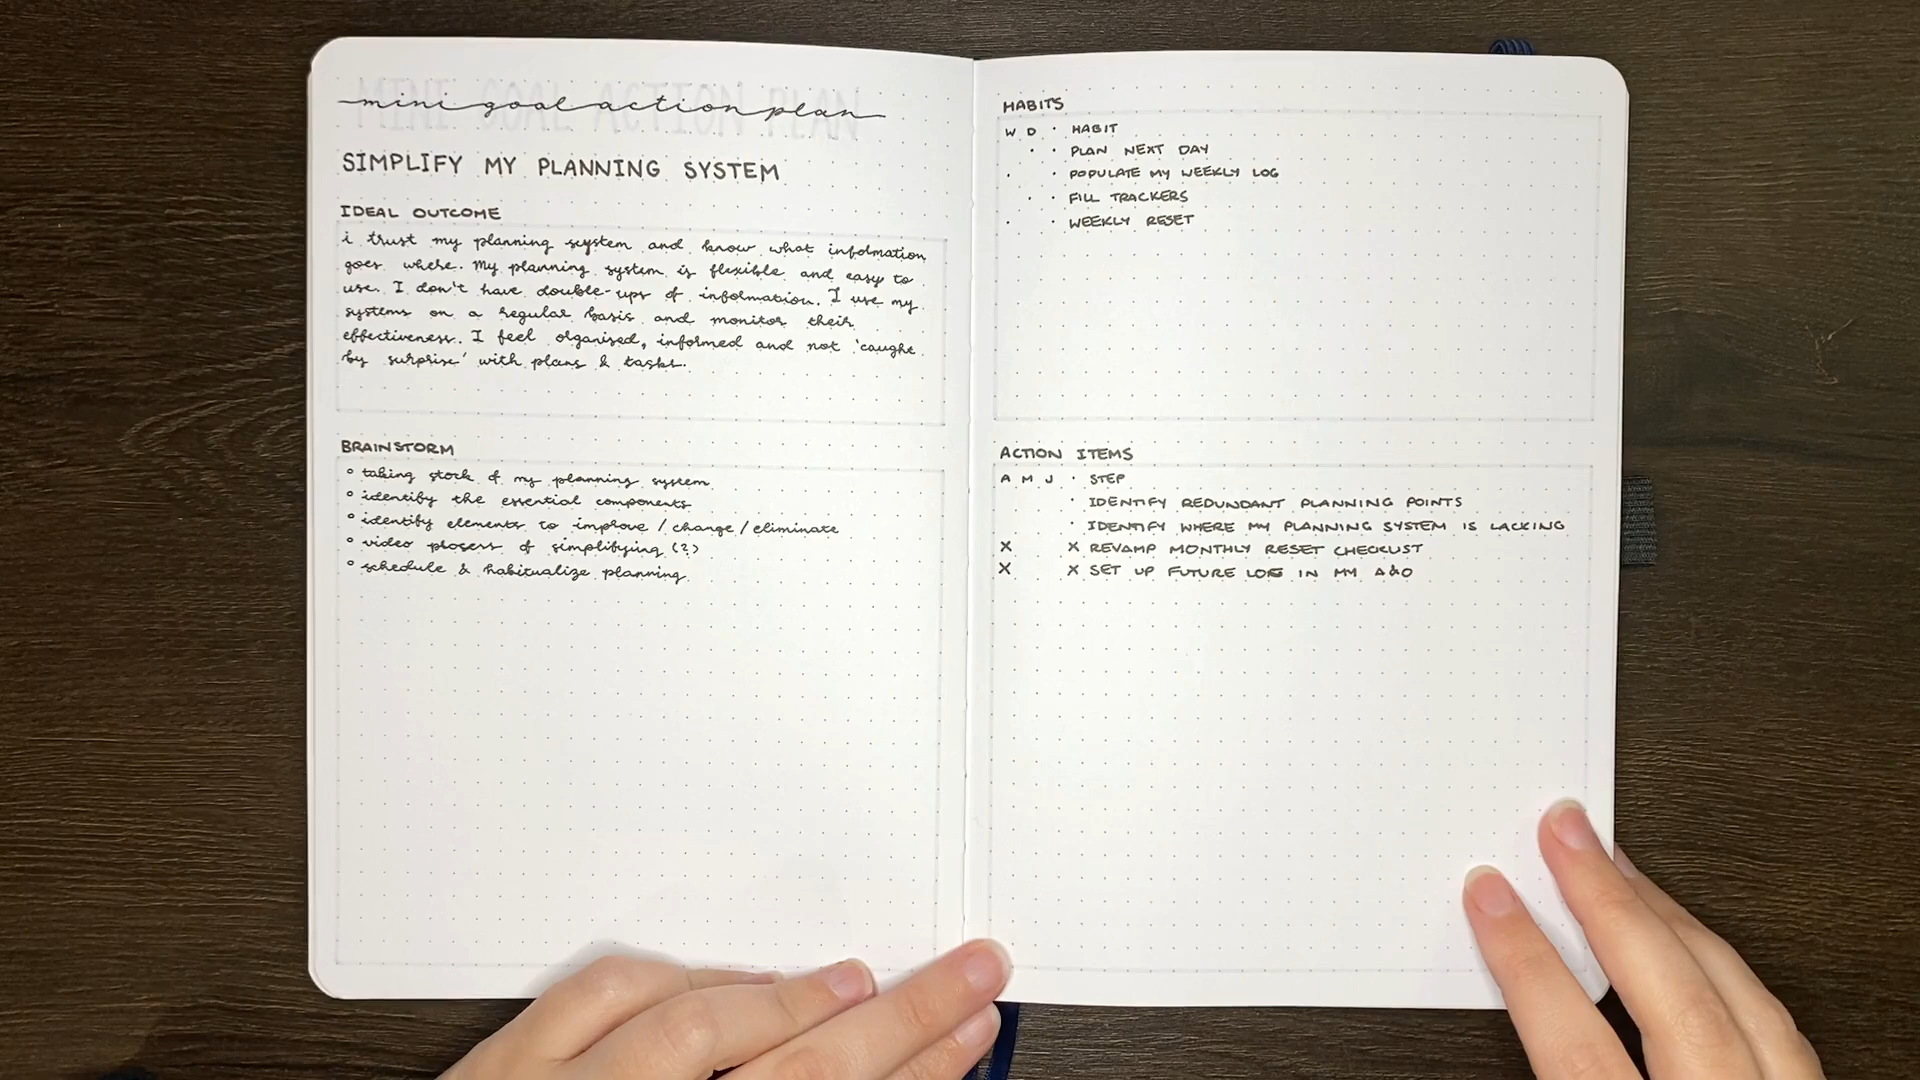 mini goal action plan
SIMPLIFY MY PLANNING SYSTEM
IDEAL OUTCOME
i trust my planning system and know what information
goes where. My planning system is flexible and easy to
use. I don't have double-ups of information. I use my
systems on a regular basis and monitor their
effectiveness. I feel organised, informed and not 'caught
by surprise' with plans & tasks.
BRAINSTORM
° taking stock of my planning system
° identify the essential components
° identify elements to improve / change / eliminate
° video process of simplifying (?)
° schedule & habitualize planning
HABITS
W D · HABIT
· · PLAN NEXT DAY
· · POPULATE MY WEEKLY LOG
· · FILL TRACKERS
· · WEEKLY RESET
ACTION ITEMS
A M J · STEP
· IDENTIFY REDUNDANT PLANNING POINTS
· IDENTIFY WHERE MY PLANNING SYSTEM IS LACKING
X X REVAMP MONTHLY RESET CHECKLIST
X X SET UP FUTURE LOG IN MY